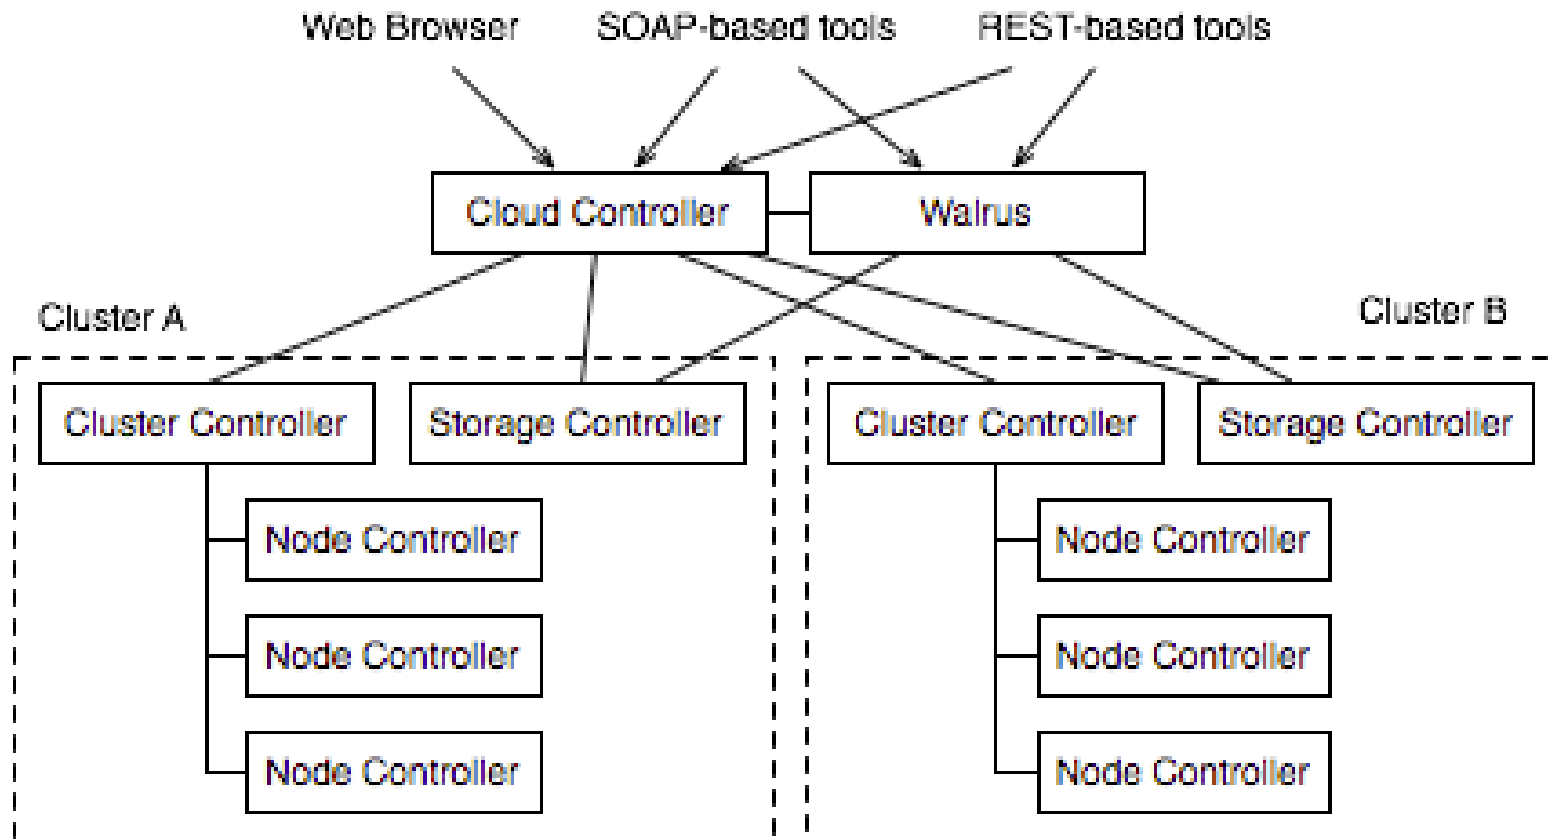 Web Browser SOAP-based tools REST-based tools
Cloud Controller Walrus
Cluster A Cluster B
Cluster Controller Storage Controller Cluster Controller Storage Controller
Node Controller Node Controller
Node Controller Node Controller
Node Controller Node Controller